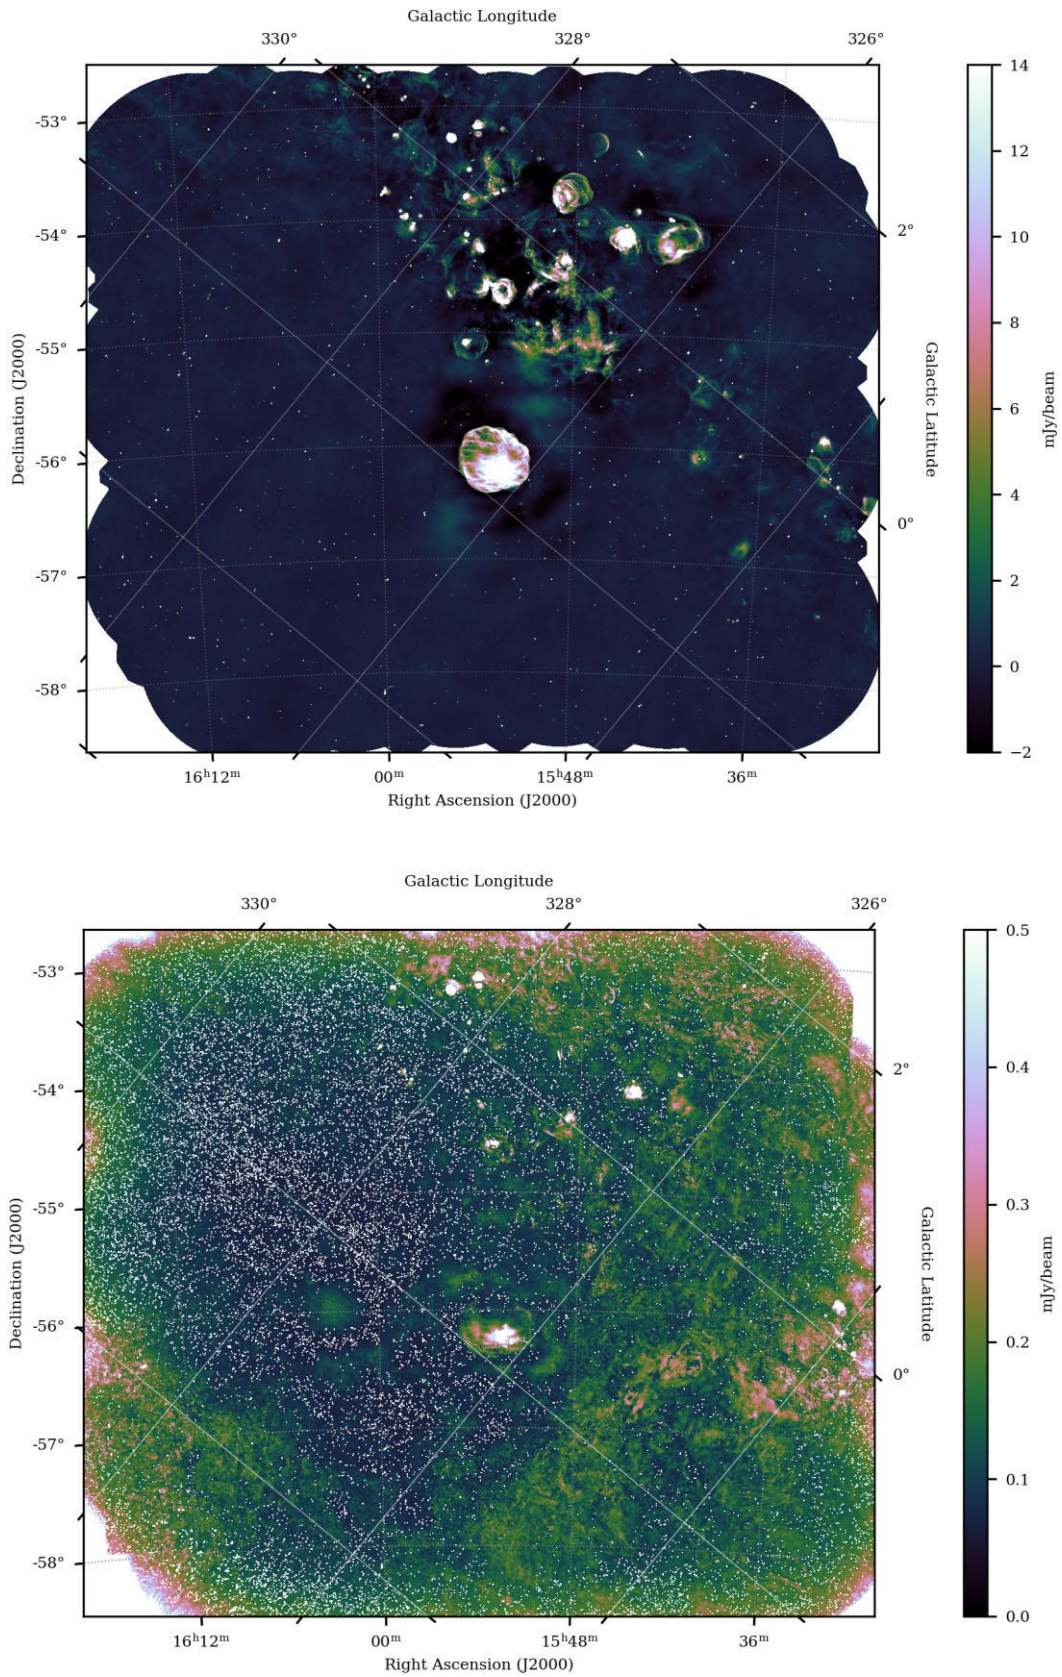 Galactic Longitude
330° 328° 326°
14
-53°
12
-54°
2°
10
-55°
8
Declination (J2000)
Galactic Latitude
mJy/beam
6
-56°
4
0°
-57°
2
0
-58°
−2
16ʰ12ᵐ 00ᵐ 15ʰ48ᵐ 36ᵐ
Right Ascension (J2000)
Galactic Longitude
330° 328° 326°
0.5
-53°
0.4
2°
-54°
-55°
0.3
Declination (J2000)
Galactic Latitude
mJy/beam
-56°
0.2
0°
-57°
0.1
-58°
0.0
16ʰ12ᵐ 00ᵐ 15ʰ48ᵐ 36ᵐ
Right Ascension (J2000)